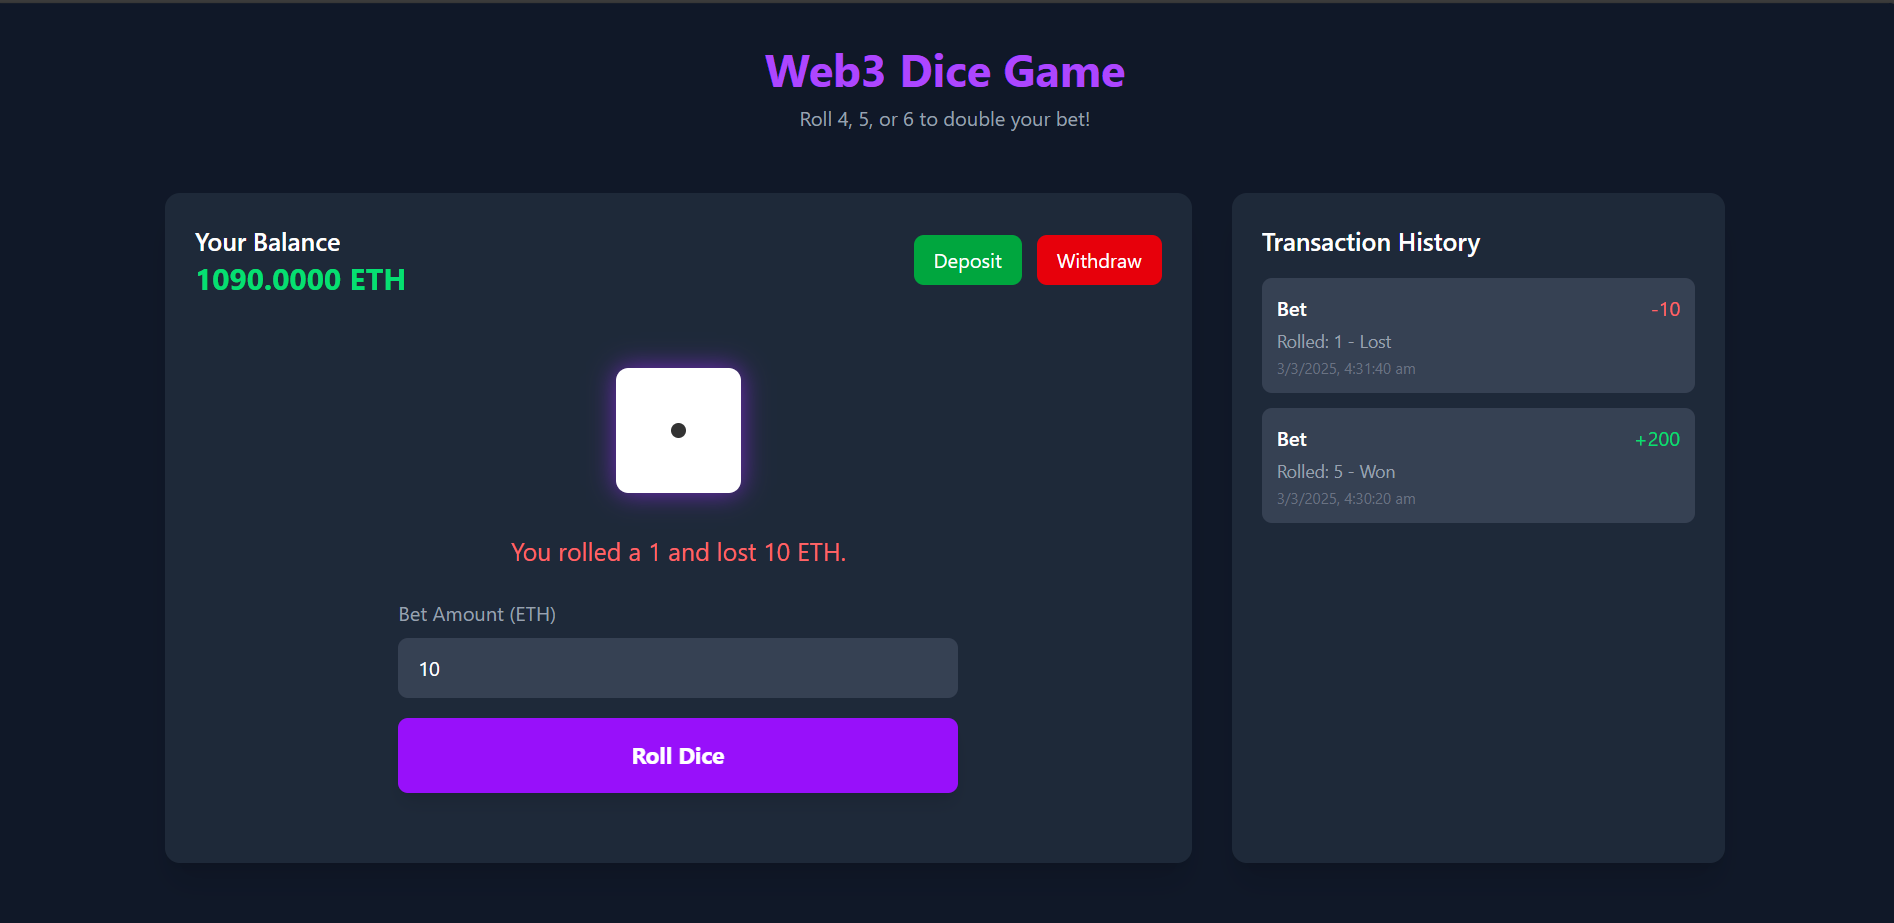 Web3 Dice Game
Roll 4, 5, or 6 to double your bet!
Your Balance
1090.0000 ETH
Deposit
Withdraw
You rolled a 1 and lost 10 ETH.
Bet Amount (ETH)
10
Roll Dice
Transaction History
Bet
-10
Rolled: 1 - Lost
3/3/2025, 4:31:40 am
Bet
+200
Rolled: 5 - Won
3/3/2025, 4:30:20 am